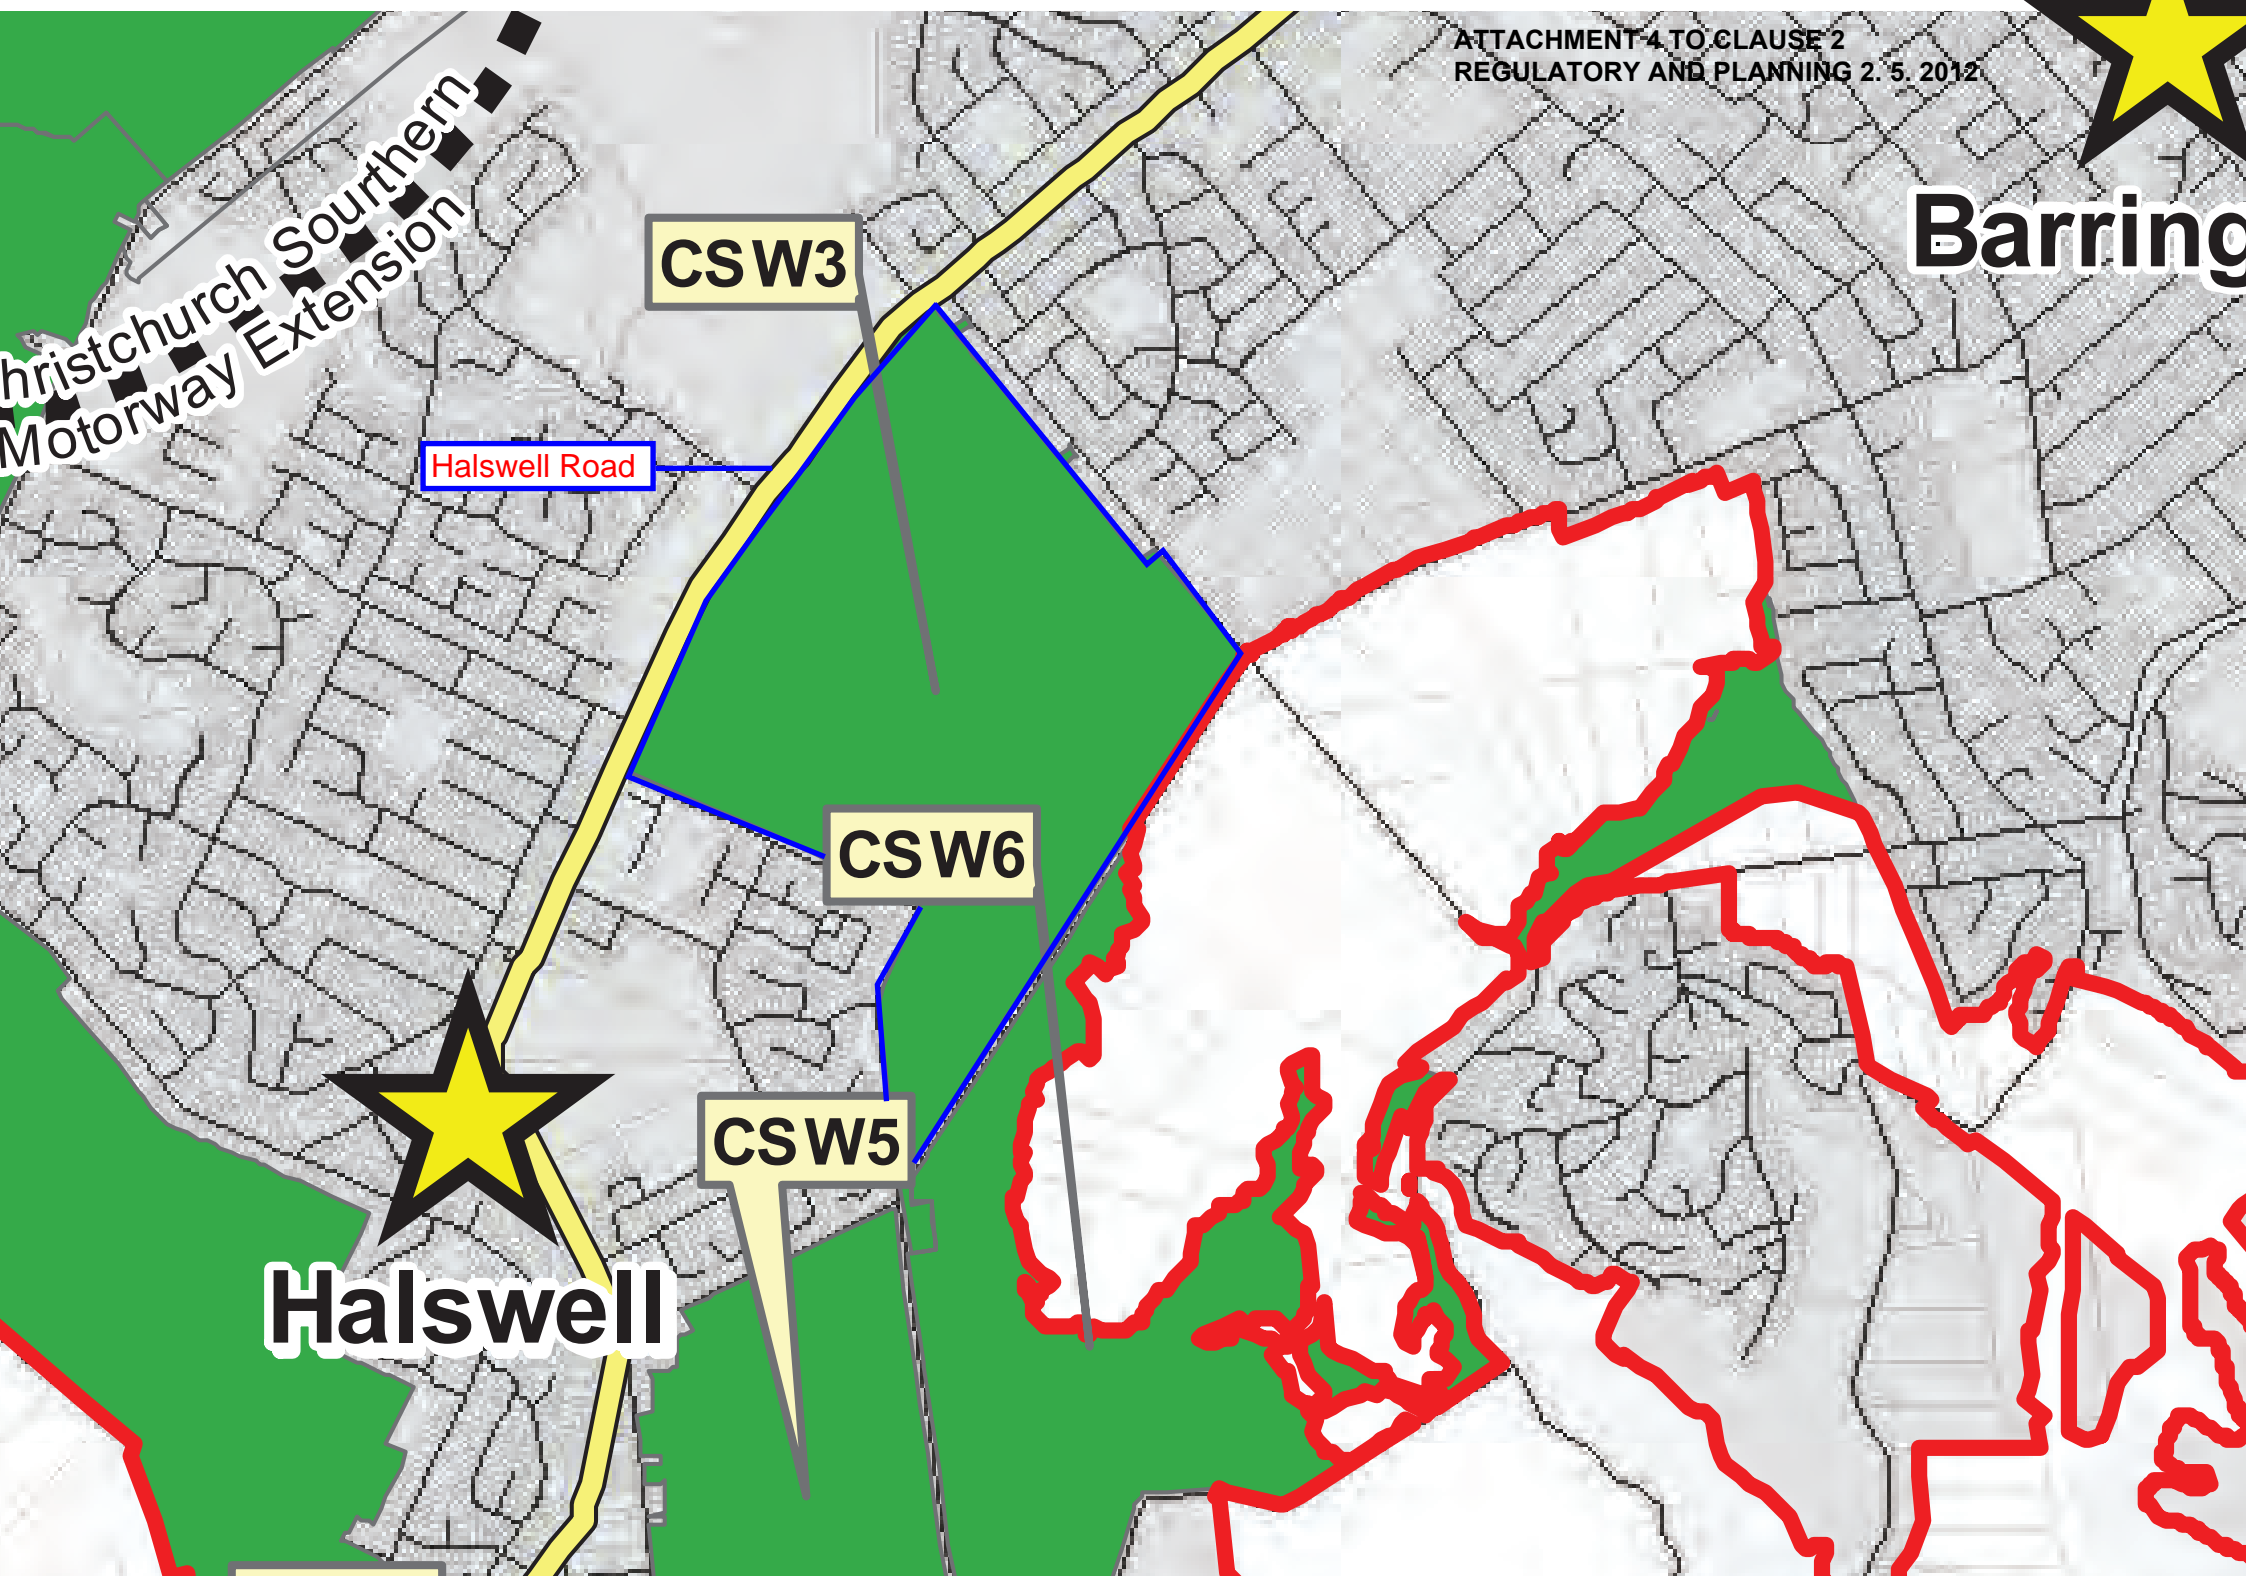 ATTACHMENT 4 TO CLAUSE 2
REGULATORY AND PLANNING 2. 5. 2012
Barring
hristchurch Sourthern
Motorway Extension
CSW3
Halswell Road
CSW6
CSW5
Halswell